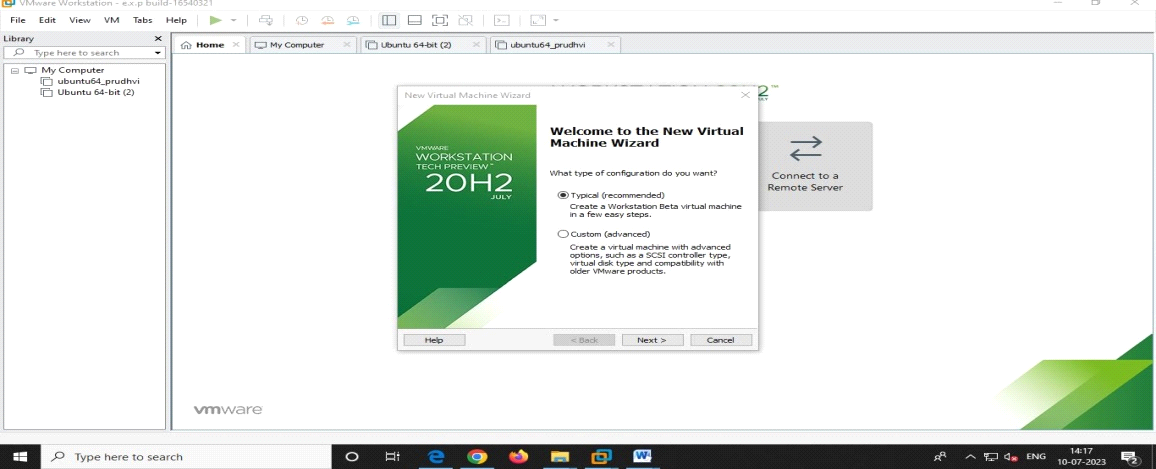 VMware Workstation - e.x.p build-16540321
File Edit View VM Tabs Help
Library
Type here to search
My Computer
ubuntu64_prudhvi
Ubuntu 64-bit (2)
Home
My Computer
Ubuntu 64-bit (2)
ubuntu64_prudhvi
2™
New Virtual Machine Wizard
VMWARE
WORKSTATION
TECH PREVIEW™
20H2
JULY
Welcome to the New Virtual
Machine Wizard
What type of configuration do you want?
Typical (recommended)
Create a Workstation Beta virtual machine
in a few easy steps.
Custom (advanced)
Create a virtual machine with advanced
options, such as a SCSI controller type,
virtual disk type and compatibility with
older VMware products.
Help
< Back
Next >
Cancel
Connect to a
Remote Server
vmware
Type here to search
ENG
14:17
10-07-2023
2